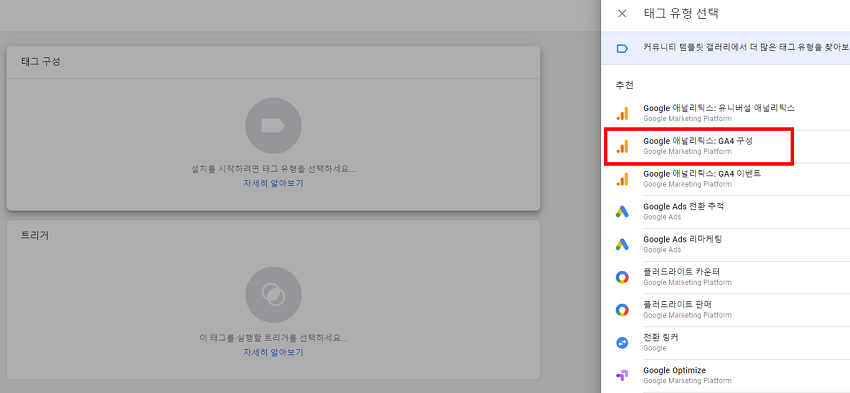 태그 구성
설치를 시작하려면 태그 유형을 선택하세요...
자세히 알아보기
트리거
이 태그를 실행할 트리거를 선택하세요...
자세히 알아보기
태그 유형 선택
커뮤니티 템플릿 갤러리에서 더 많은 태그 유형을 찾아보
추천
Google 애널리틱스: 유니버설 애널리틱스
Google Marketing Platform
Google 애널리틱스: GA4 구성
Google Marketing Platform
Google 애널리틱스: GA4 이벤트
Google Marketing Platform
Google Ads 전환 추적
Google Ads
Google Ads 리마케팅
Google Ads
플러드라이트 카운터
Google Marketing Platform
플러드라이트 판매
Google Marketing Platform
전환 링커
Google
Google Optimize
Google Marketing Platform